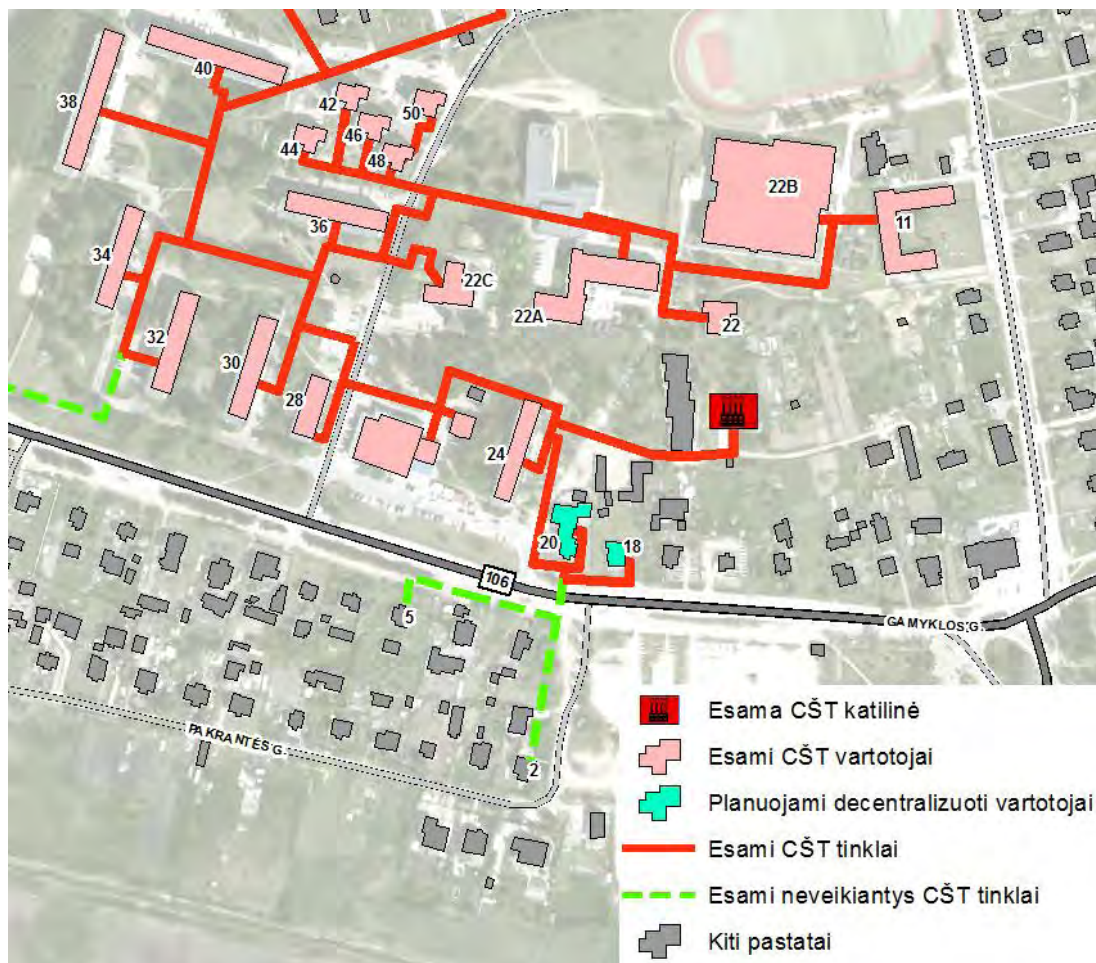 40
38
42
50
46
44
48
22B
11
36
34
22C
22A
22
32
30
28
24
20
18
106
5
GAMYKLOS G.
PAKRANTĖS G.
2
Esama CŠT katilinė
Esami CŠT vartotojai
Planuojami decentralizuoti vartotojai
Esami CŠT tinklai
Esami neveikiantys CŠT tinklai
Kiti pastatai